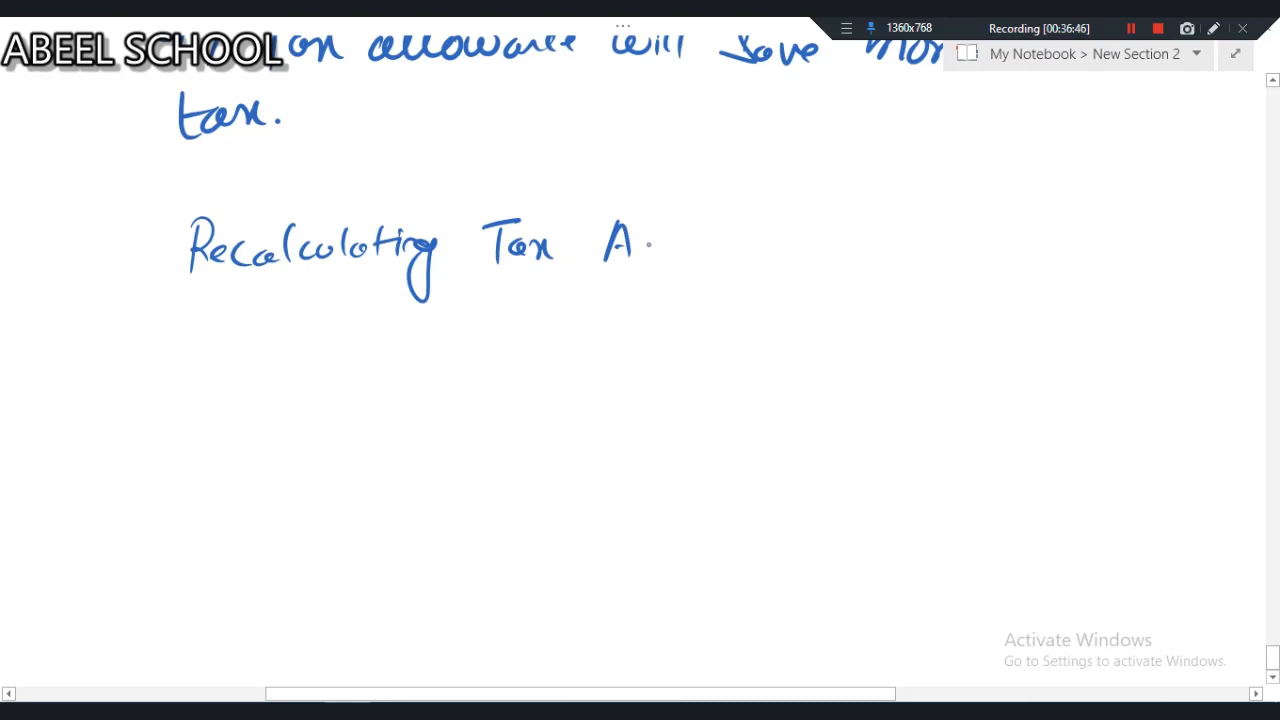 1360x768 Recording [00:36:46]
ABEEL SCHOOL
allowance will save
My Notebook > New Section 2
tax.
Recalculating Tax A
Activate Windows
Go to Settings to activate Windows.